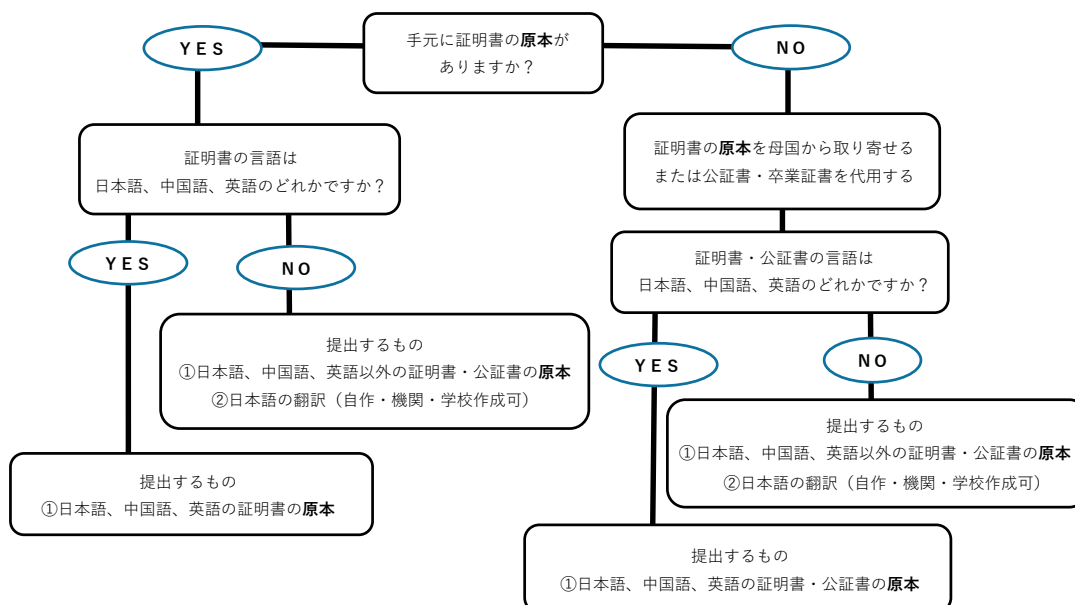 手元に証明書の原本が
ありますか？
YES
NO
証明書の言語は
日本語、中国語、英語のどれかですか？
証明書の原本を母国から取り寄せる
または公証書・卒業証書を代用する
YES
NO
証明書・公証書の言語は
日本語、中国語、英語のどれかですか？
提出するもの
①日本語、中国語、英語以外の証明書・公証書の原本
②日本語の翻訳（自作・機関・学校作成可）
YES
NO
提出するもの
①日本語、中国語、英語の証明書の原本
提出するもの
①日本語、中国語、英語以外の証明書・公証書の原本
②日本語の翻訳（自作・機関・学校作成可）
提出するもの
①日本語、中国語、英語の証明書・公証書の原本